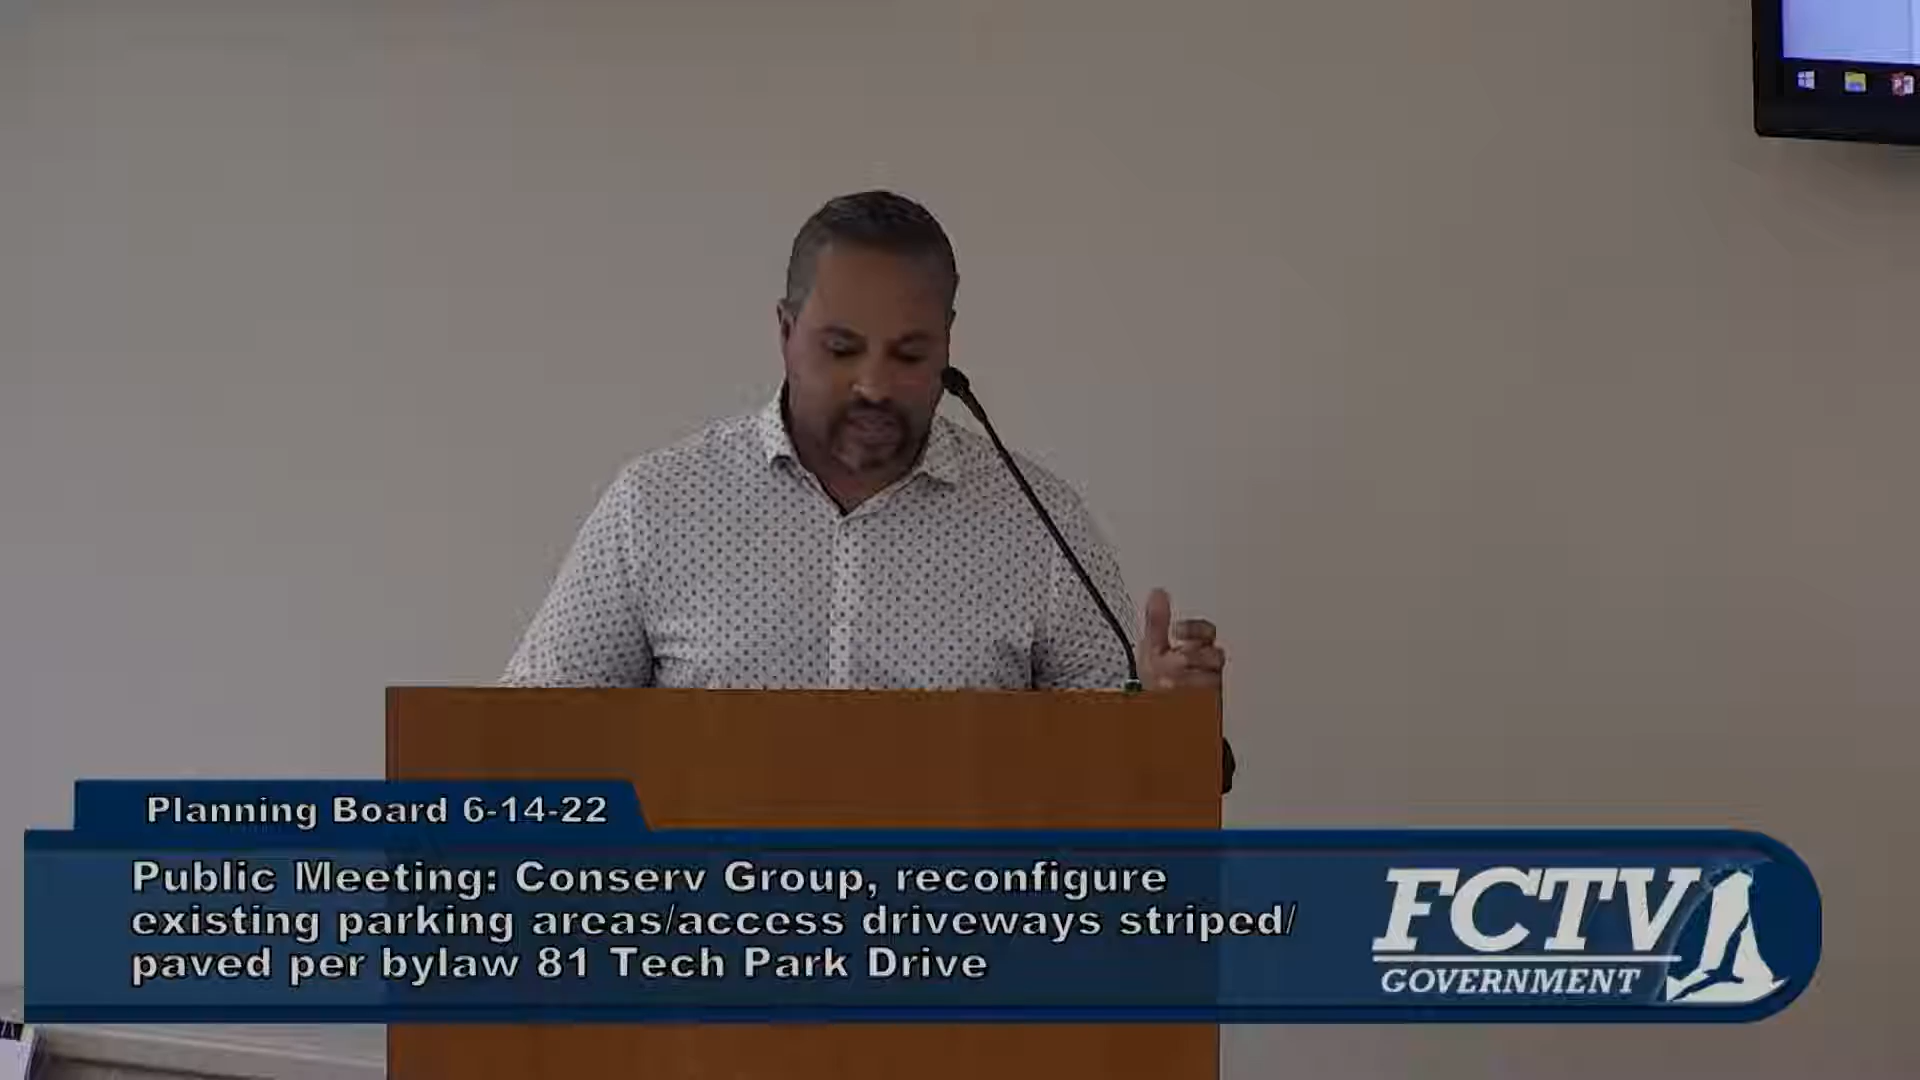 Planning Board 6-14-22
Public Meeting: Conserv Group, reconfigure
existing parking areas/access driveways striped/
paved per bylaw 81 Tech Park Drive
FCTV
GOVERNMENT